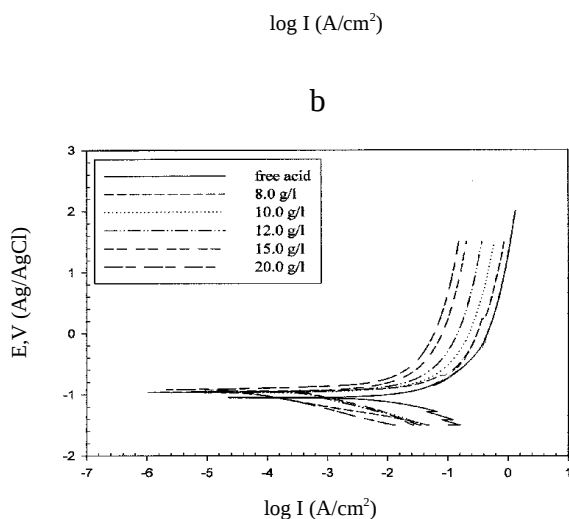 log I (A/cm²)
b
E,V (Ag/AgCl)
3
2
1
0
-1
-2
free acid
8.0 g/l
10.0 g/l
12.0 g/l
15.0 g/l
20.0 g/l
-7 -6 -5 -4 -3 -2 -1 0 1
log I (A/cm²)